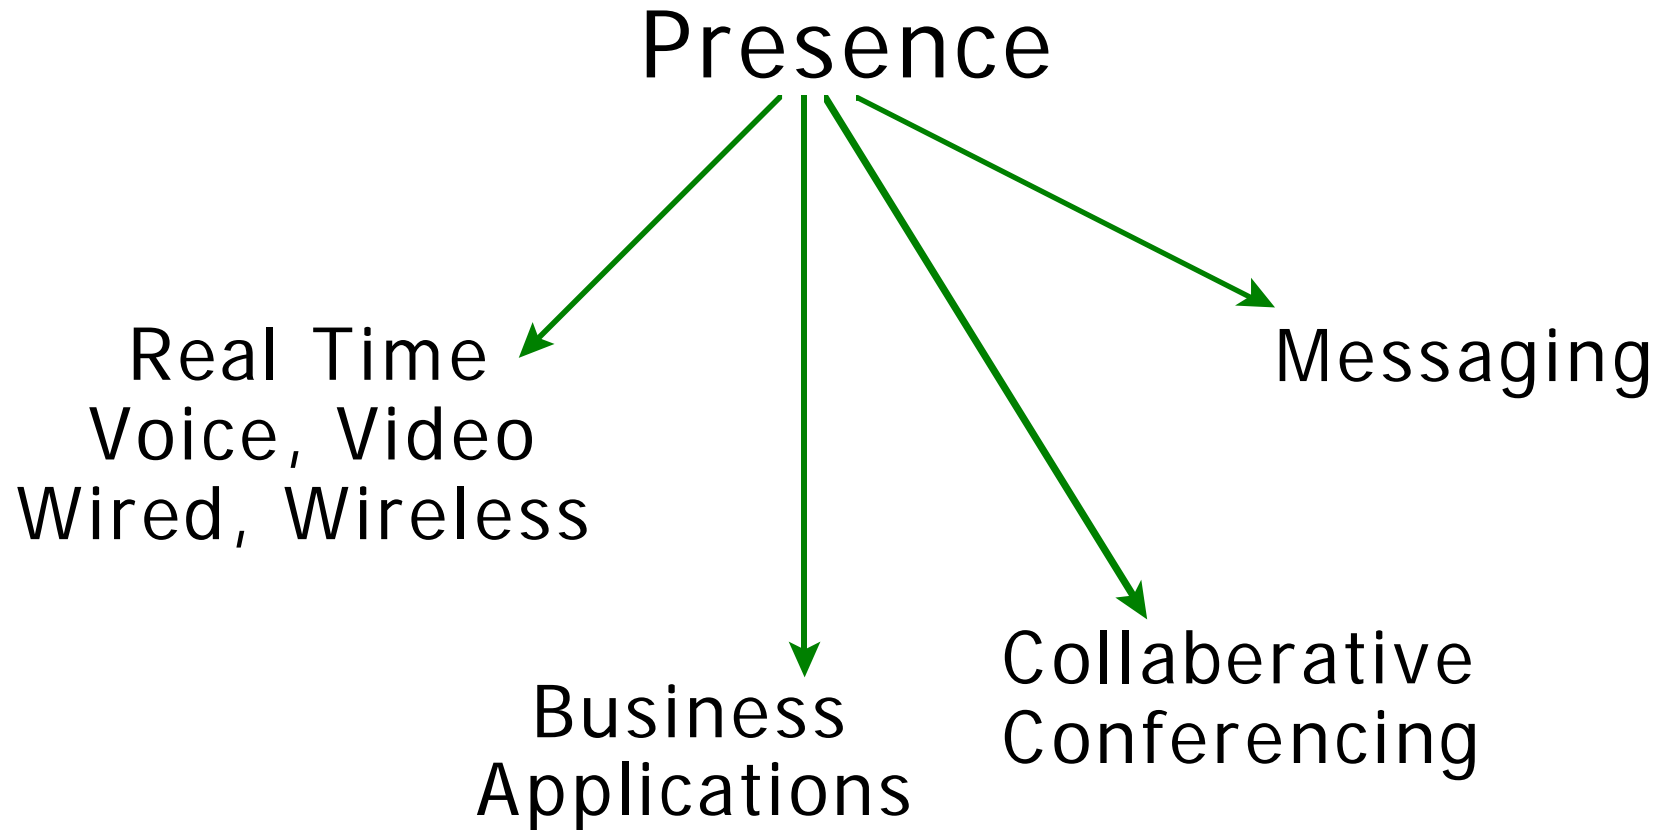 Presence
Real Time
Voice, Video
Wired, Wireless
Messaging
Business
Applications
Collaberative
Conferencing